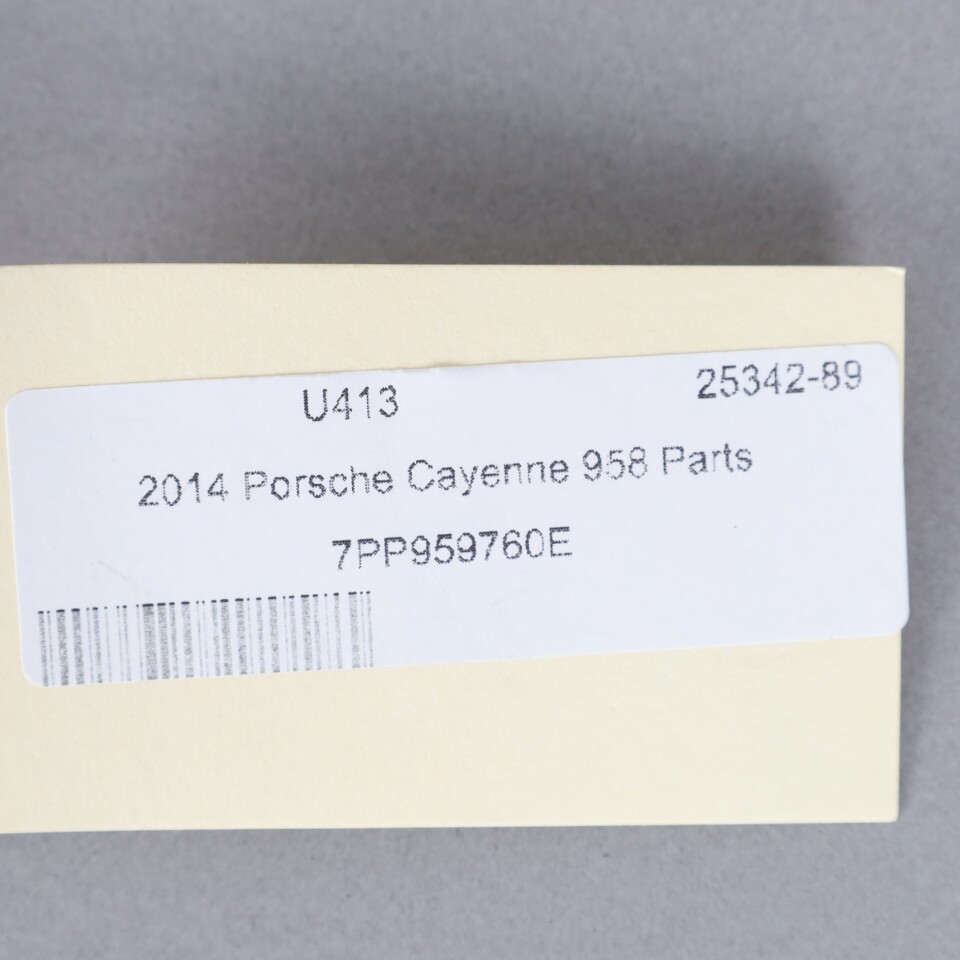 U413 25342-89
2014 Porsche Cayenne 958 Parts
7PP959760E